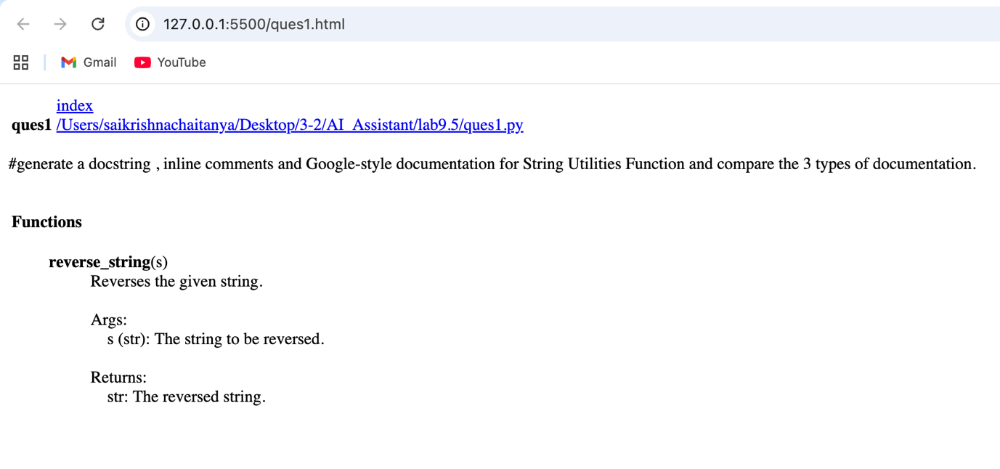 127.0.0.1:5500/ques1.html
Gmail YouTube
index
ques1 /Users/saikrishnachaitanya/Desktop/3-2/AI_Assistant/lab9.5/ques1.py
#generate a docstring , inline comments and Google-style documentation for String Utilities Function and compare the 3 types of documentation.
Functions
reverse_string(s)
Reverses the given string.
Args:
s (str): The string to be reversed.
Returns:
str: The reversed string.